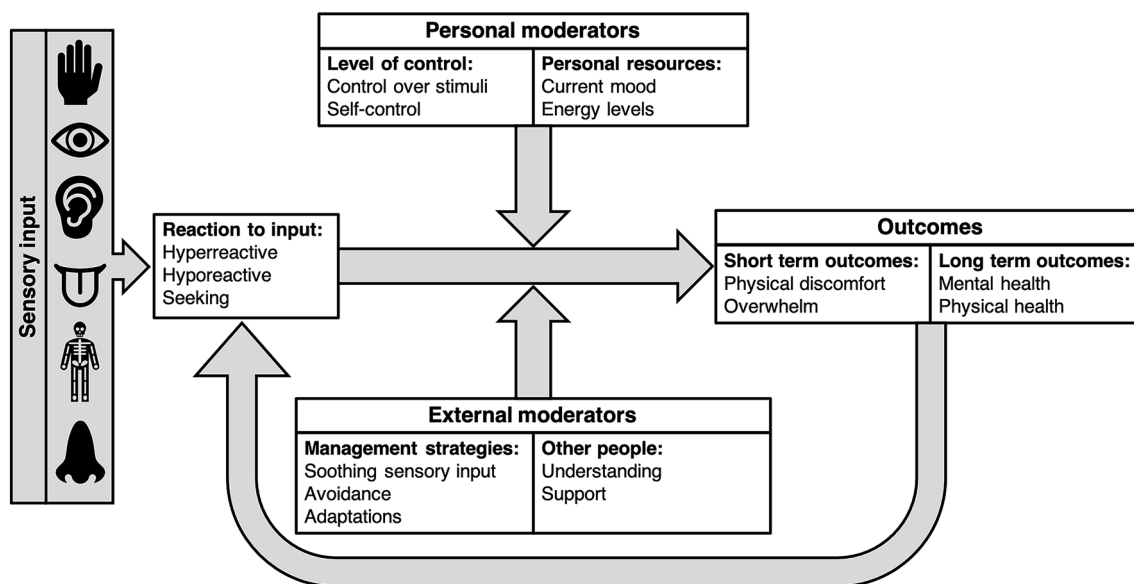 Sensory input
Personal moderators
Level of control:
Control over stimuli
Self-control
Personal resources:
Current mood
Energy levels
Reaction to input:
Hyperreactive
Hyporeactive
Seeking
Outcomes
Short term outcomes:
Physical discomfort
Overwhelm
Long term outcomes:
Mental health
Physical health
External moderators
Management strategies:
Soothing sensory input
Avoidance
Adaptations
Other people:
Understanding
Support